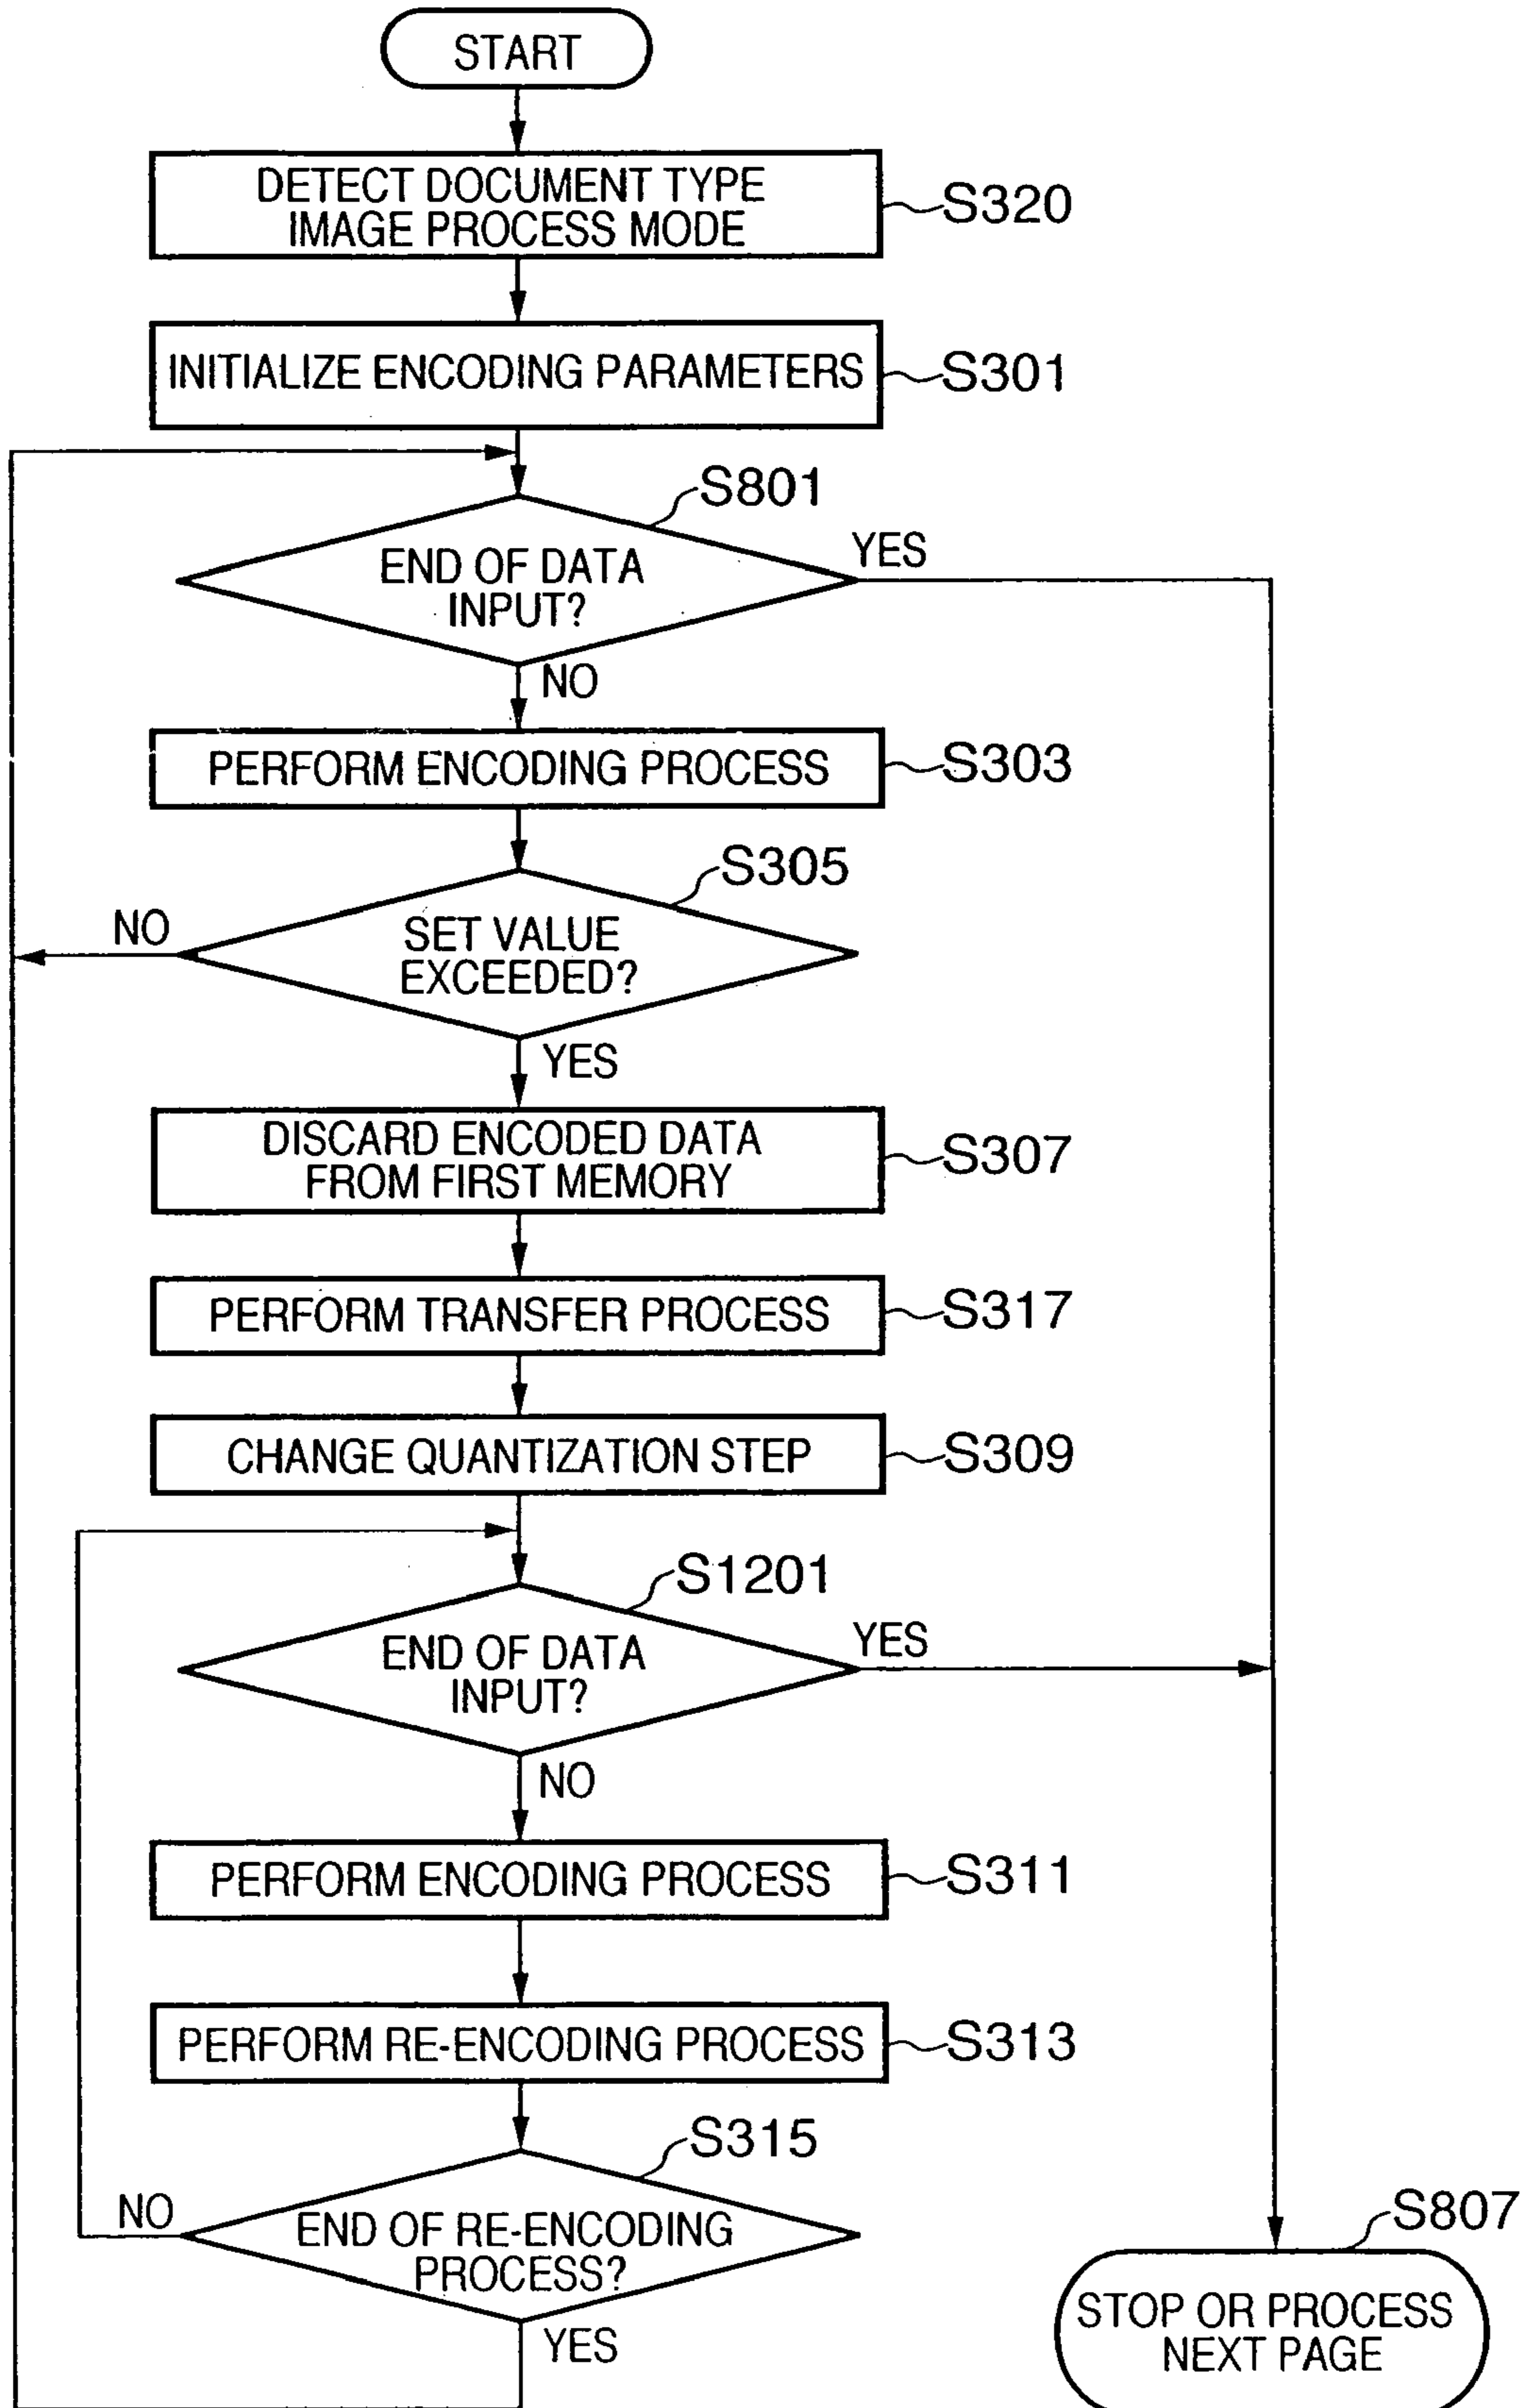 START
DETECT DOCUMENT TYPE
IMAGE PROCESS MODE
S320
INITIALIZE ENCODING PARAMETERS
S301
S801
END OF DATA
INPUT?
YES
NO
PERFORM ENCODING PROCESS
S303
S305
SET VALUE
EXCEEDED?
NO
YES
DISCARD ENCODED DATA
FROM FIRST MEMORY
S307
PERFORM TRANSFER PROCESS
S317
CHANGE QUANTIZATION STEP
S309
S1201
END OF DATA
INPUT?
YES
NO
PERFORM ENCODING PROCESS
S311
PERFORM RE-ENCODING PROCESS
S313
S315
END OF RE-ENCODING
PROCESS?
NO
YES
S807
STOP OR PROCESS
NEXT PAGE